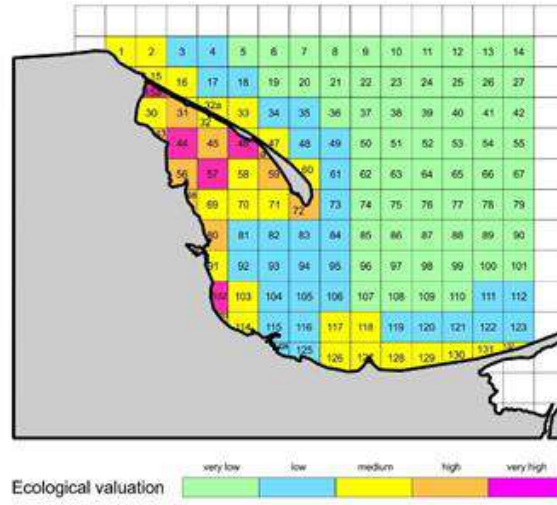 1 2 3 4 5 6 7 8 9 10 11 12 13 14
15 16 17 18 19 20 21 22 23 24 25 26 27
32a
30 31 32 33 34 35 36 37 38 39 40 41 42
44 45 46 47 48 49 50 51 52 53 54 55
56 57 58 59 60 61 62 63 64 65 66 67
69 70 71 72 73 74 75 76 77 78 79
80 81 82 83 84 85 86 87 88 89 90
91 92 93 94 95 96 97 98 99 100 101
103 104 105 106 107 108 109 110 111 112
114 115 116 117 118 119 120 121 122 123
125 126 128 129 130 131
very low low medium high very high
Ecological valuation